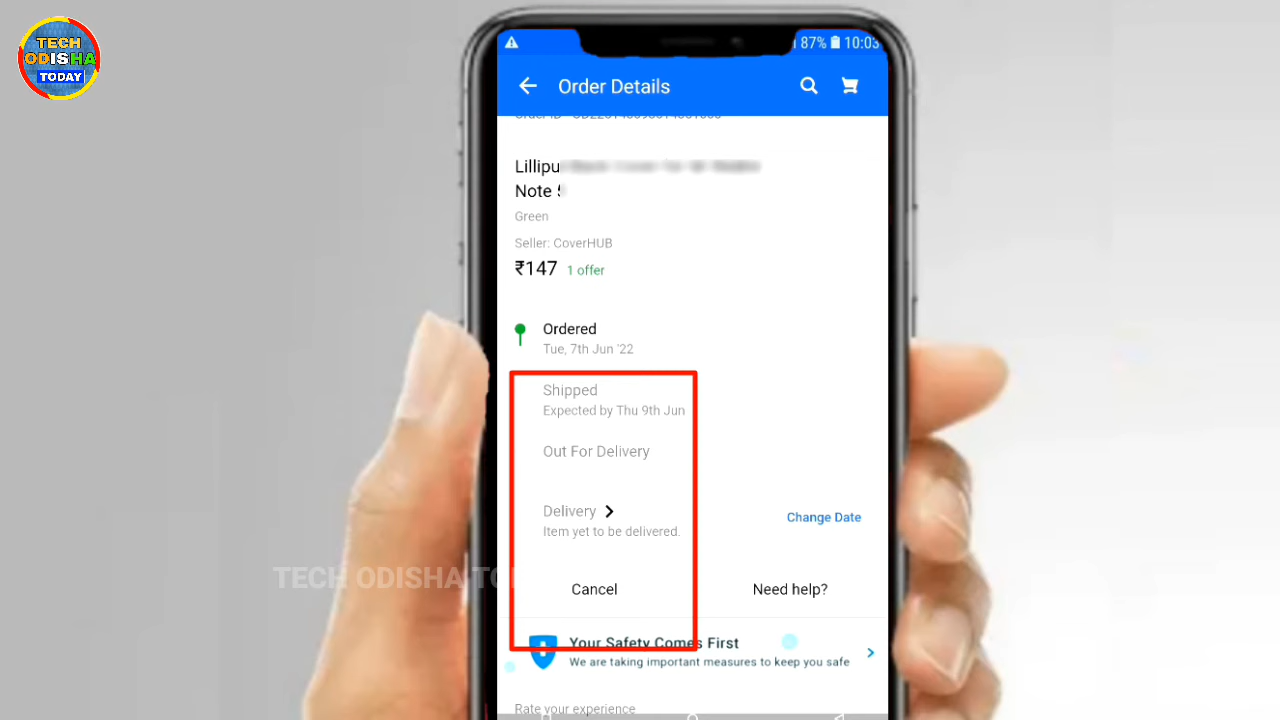 TECH
ODISHA
TODAY
87% 10:03
Order Details
Lillipu
Note
Green
Seller: CoverHUB
₹147 1 offer
Ordered
Tue, 7th Jun '22
Shipped
Expected by Thu 9th Jun
Out For Delivery
Delivery
Item yet to be delivered.
Change Date
TECH ODISHA TO
Cancel
Need help?
Your Safety Comes First
We are taking important measures to keep you safe
Rate your experience